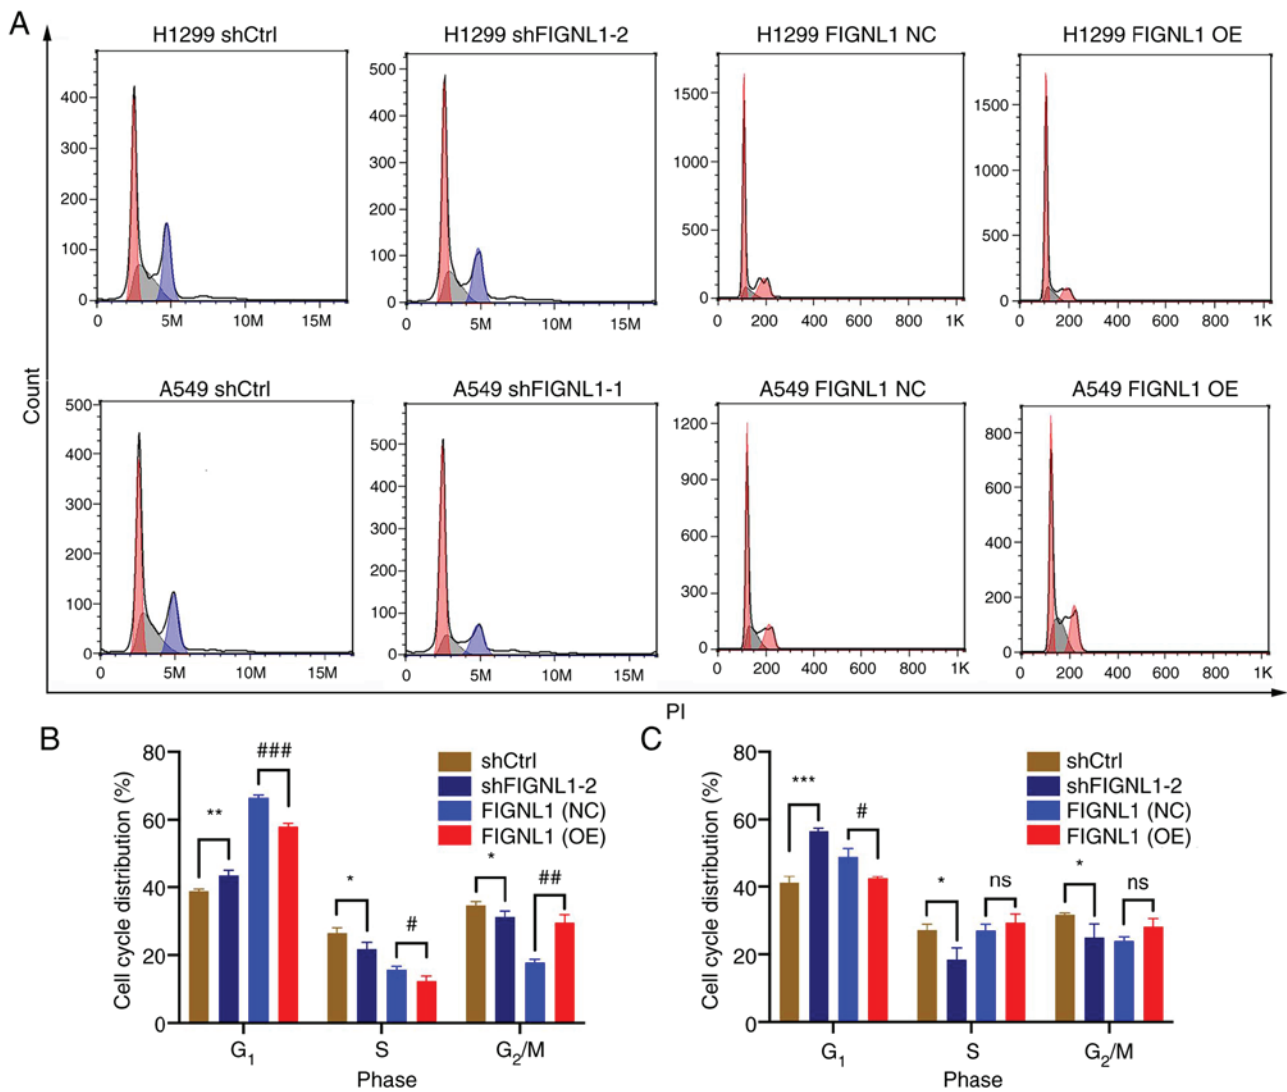 A
H1299 shCtrl
H1299 shFIGNL1-2
H1299 FIGNL1 NC
H1299 FIGNL1 OE
400
300
200
100
0
0 5M 10M 15M
500
400
300
200
100
0
0 5M 10M 15M
1500
1000
500
0
0 200 400 600 800 1K
1500
1000
500
0
0 200 400 600 800 1K
Count
A549 shCtrl
A549 shFIGNL1-1
A549 FIGNL1 NC
A549 FIGNL1 OE
500
400
300
200
100
0
0 5M 10M 15M
500
400
300
200
100
0
0 5M 10M 15M
1200
900
600
300
0
0 200 400 600 800 1K
800
600
400
200
0
0 200 400 600 800 1K
PI
B
Cell cycle distribution (%)
80
60
40
20
0
**
###
*
#
*
##
shCtrl
shFIGNL1-2
FIGNL1 (NC)
FIGNL1 (OE)
G₁ S G₂/M
Phase
C
Cell cycle distribution (%)
80
60
40
20
0
***
#
*
ns
*
ns
shCtrl
shFIGNL1-2
FIGNL1 (NC)
FIGNL1 (OE)
G₁ S G₂/M
Phase